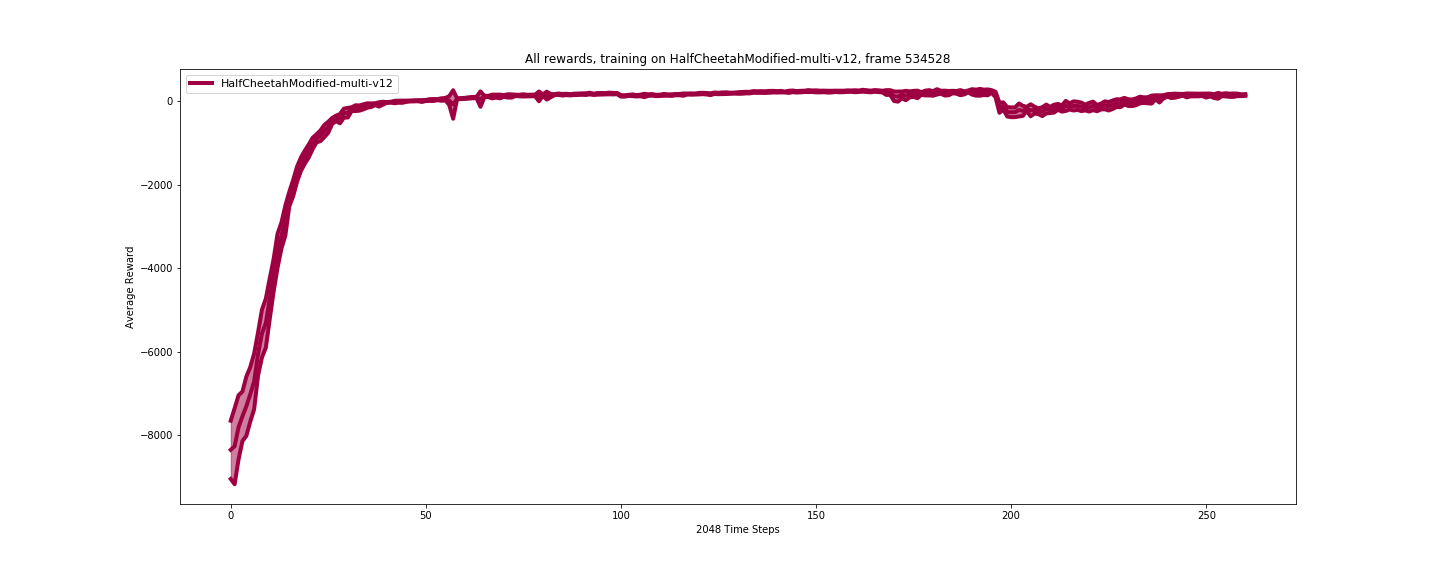 All rewards, training on HalfCheetahModified-multi-v12, frame 534528
HalfCheetahModified-multi-v12
0
−2000
−4000
−6000
−8000
Average Reward
0 50 100 150 200 250
2048 Time Steps